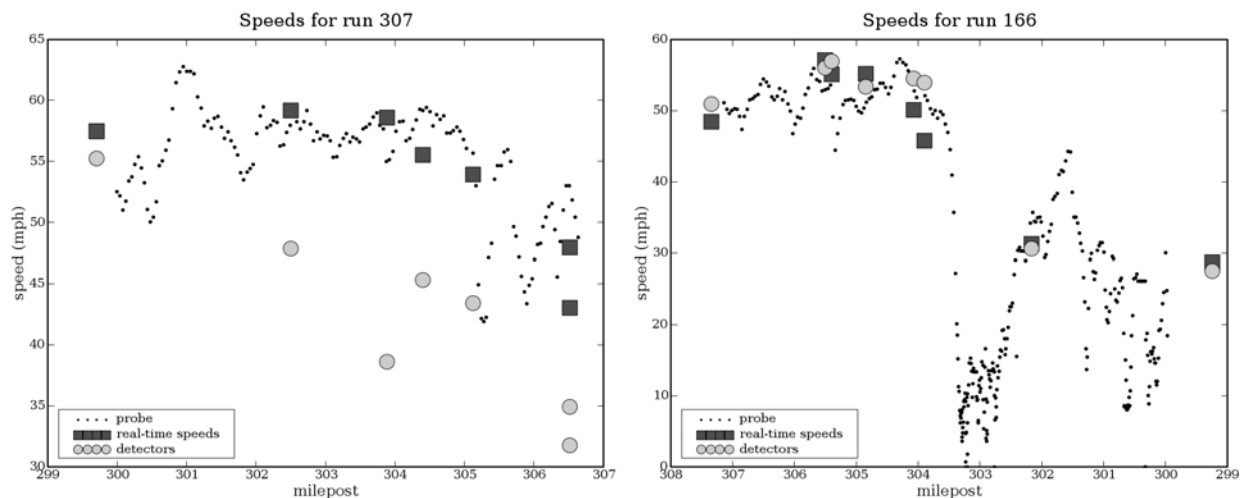 Speeds for run 307
65
60
55
50
45
40
35
30
speed (mph)
probe
real-time speeds
detectors
299 300 301 302 303 304 305 306 307
milepost
Speeds for run 166
60
50
40
30
20
10
0
speed (mph)
probe
real-time speeds
detectors
308 307 306 305 304 303 302 301 300 299
milepost